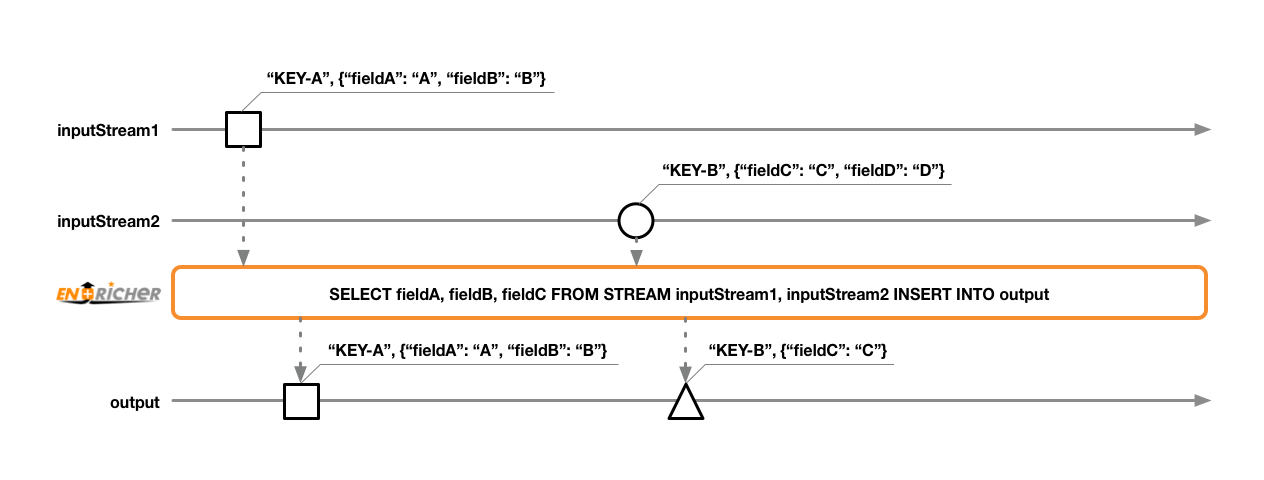 “KEY-A”, {“fieldA”: “A”, “fieldB”: “B”}
inputStream1
“KEY-B”, {“fieldC”: “C”, “fieldD”: “D”}
inputStream2
ENRICHER
SELECT fieldA, fieldB, fieldC FROM STREAM inputStream1, inputStream2 INSERT INTO output
“KEY-A”, {“fieldA”: “A”, “fieldB”: “B”}
“KEY-B”, {“fieldC”: “C”}
output